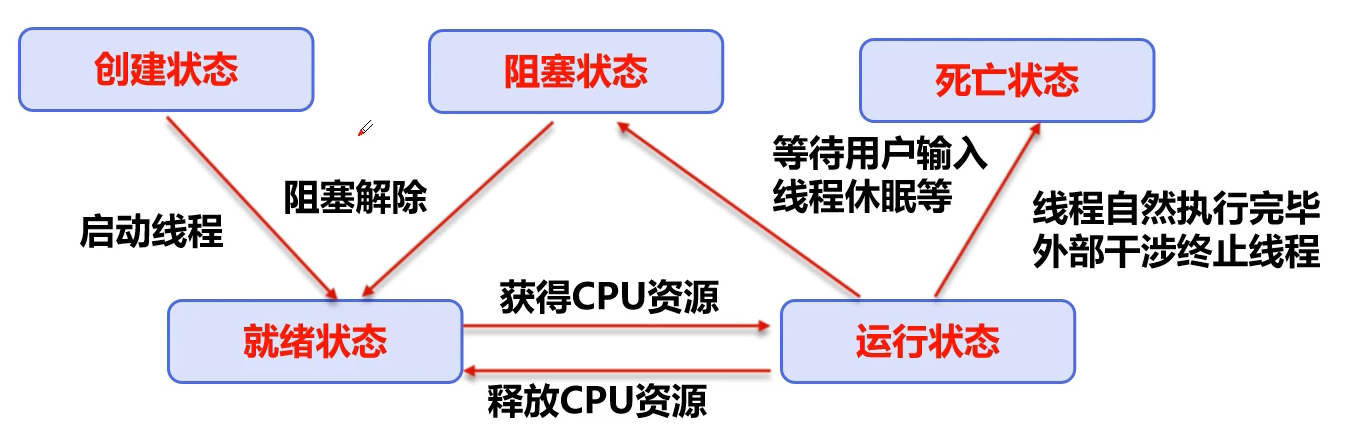 创建状态
阻塞状态
死亡状态
等待用户输入
线程休眠等
阻塞解除
启动线程
线程自然执行完毕
外部干涉终止线程
获得CPU资源
就绪状态
运行状态
释放CPU资源